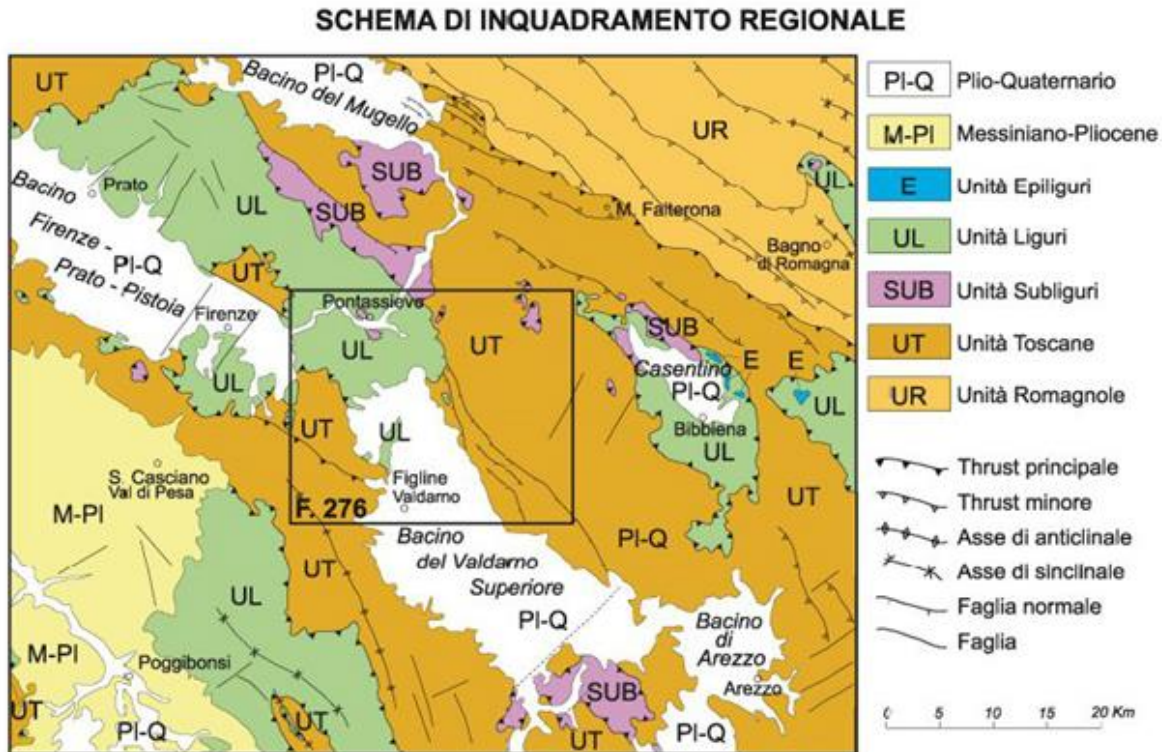 SCHEMA DI INQUADRAMENTO REGIONALE
UT
Pl-Q
Bacino del Mugello
UR
SUB
UL
Prato
UL
SUB
M. Falterona
Bagno
di Romagna
Bacino
Firenze -
Pl-Q
Prato - Pistoia
UT
Firenze
Pontassieve
UL
UT
SUB
Casentino
E
E
Pl-Q
UL
Bibbiena
UL
UL
UT
UL
Figline
Valdarno
F. 276
S. Casciano
Val di Pesa
M-Pl
UT
Pl-Q
UT
Bacino
del Valdarno
Superiore
Pl-Q
UL
Bacino
di
Arezzo
Arezzo
M-Pl
Poggibonsi
SUB
UT
Pl-Q
UT
UT
Pl-Q
Pl-Q Plio-Quaternario
M-Pl Messiniano-Pliocene
E Unità Epiliguri
UL Unità Liguri
SUB Unità Subliguri
UT Unità Toscane
UR Unità Romagnole
Thrust principale
Thrust minore
Asse di anticlinale
Asse di sinclinale
Faglia normale
Faglia
0 5 10 15 20 Km